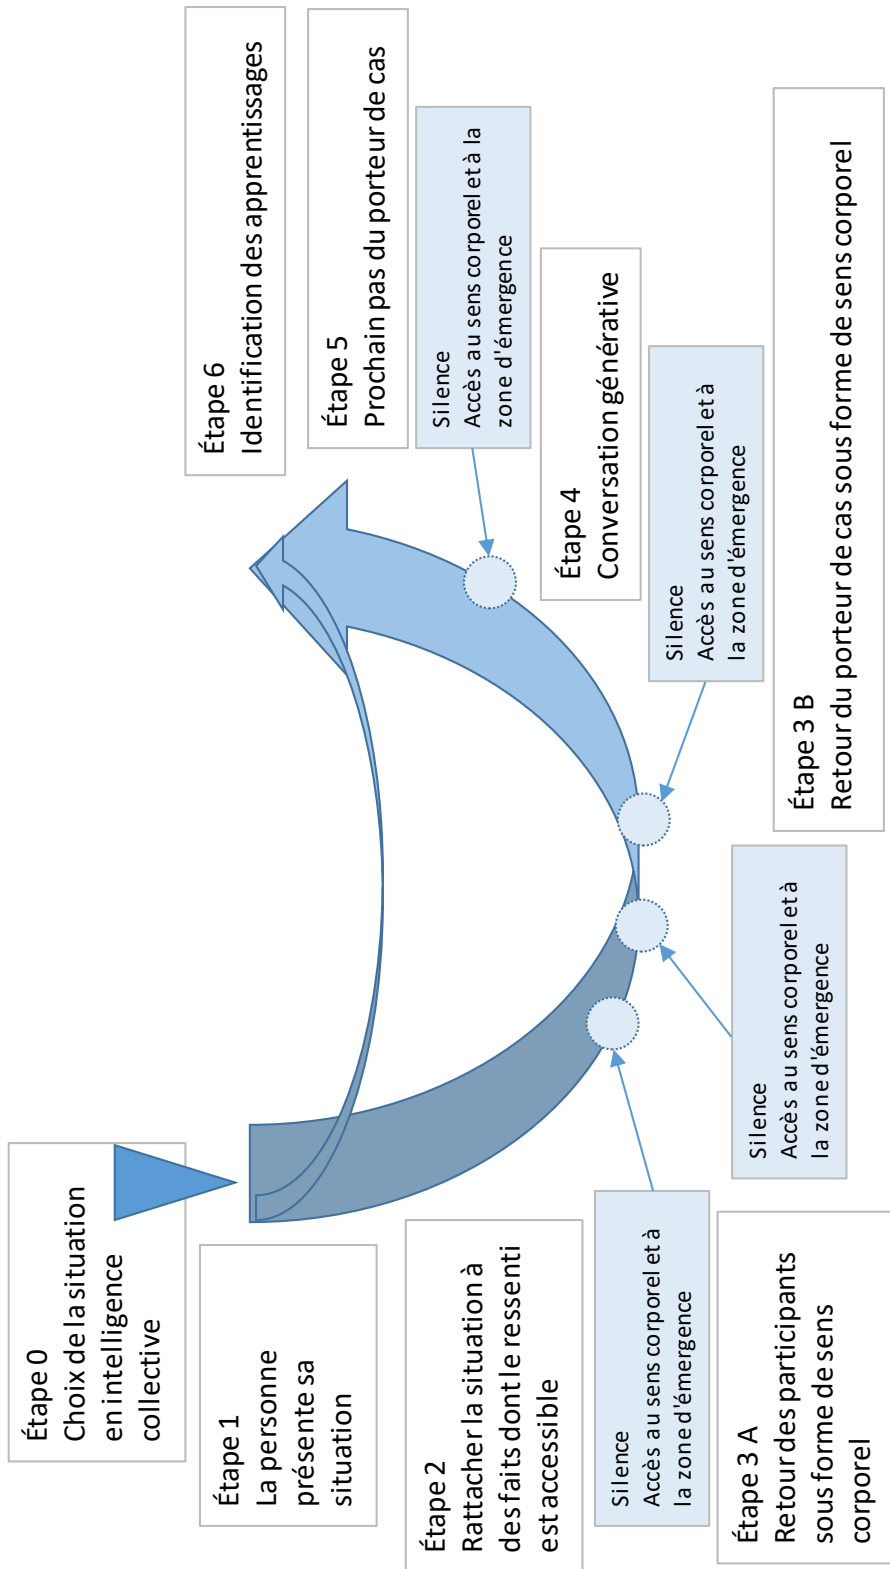 Étape 0
Choix de la situation
en intelligence
collective
Étape 1
La personne
présente sa
situation
Étape 2
Rattacher la situation à
des faits dont le ressenti
est accessible
Silence
Accès au sens corporel et à
la zone d'émergence
Étape 3 A
Retour des participants
sous forme de sens
corporel
Silence
Accès au sens corporel et à
la zone d'émergence
Étape 3 B
Retour du porteur de cas sous forme de sens corporel
Silence
Accès au sens corporel et à
la zone d'émergence
Étape 4
Conversation générative
Silence
Accès au sens corporel et à la
zone d'émergence
Étape 5
Prochain pas du porteur de cas
Étape 6
Identification des apprentissages